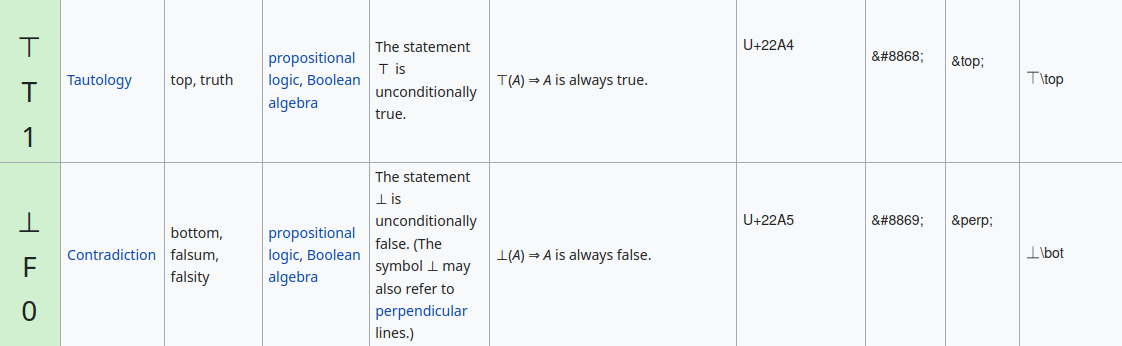 ⊤
T
1
Tautology
top, truth
propositional
logic, Boolean
algebra
The statement
⊤ is
unconditionally
true.
⊤(A) ⇒ A is always true.
U+22A4
&#8868;
&top;
⊤\top
⊥
F
0
Contradiction
bottom,
falsum,
falsity
propositional
logic, Boolean
algebra
The statement
⊥ is
unconditionally
false. (The
symbol ⊥ may
also refer to
perpendicular
lines.)
⊥(A) ⇒ A is always false.
U+22A5
&#8869;
&perp;
⊥\bot